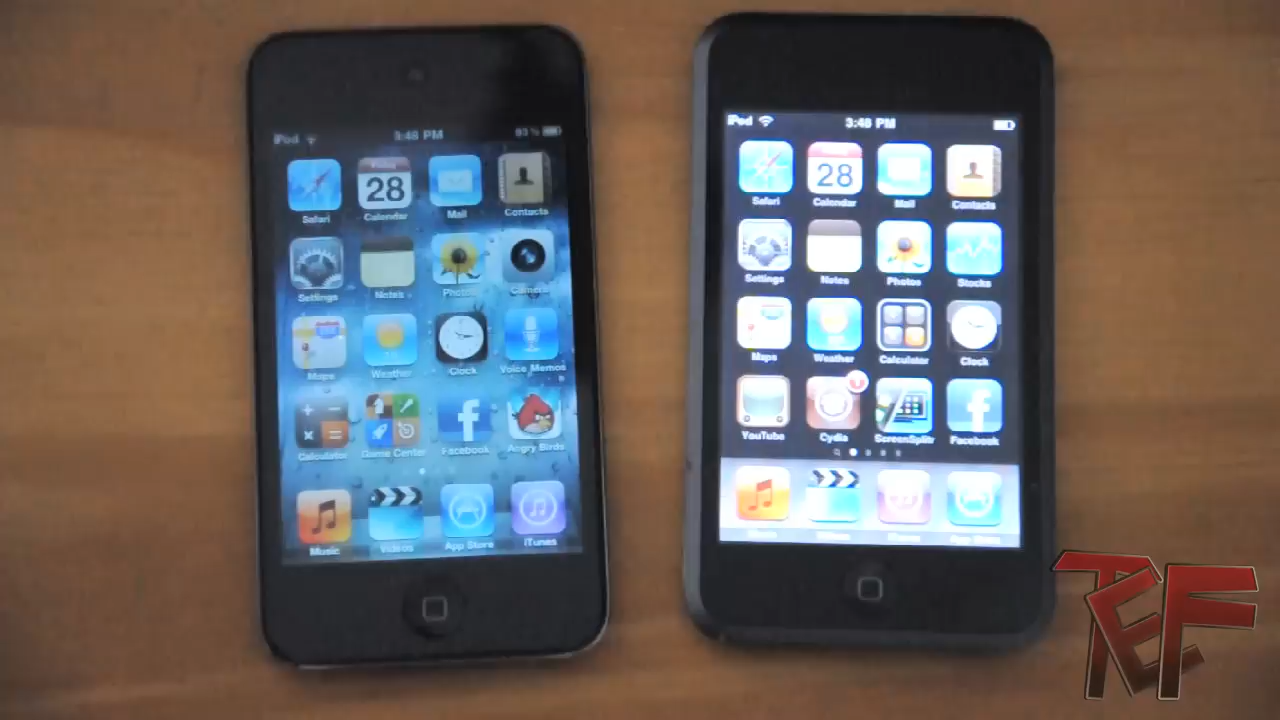 iPod 3:48 PM 93 %
Safari Calendar Mail Contacts
28
Settings Notes Photos Camera
Maps Weather Clock Voice Memos
Calculator Game Center Facebook Angry Birds
Music Videos App Store iTunes
iPod 3:48 PM
28
Safari Calendar Mail Contacts
Settings Notes Photos Stocks
Maps Weather Calculator Clock
YouTube Cydia ScreenSplitr Facebook
TEF